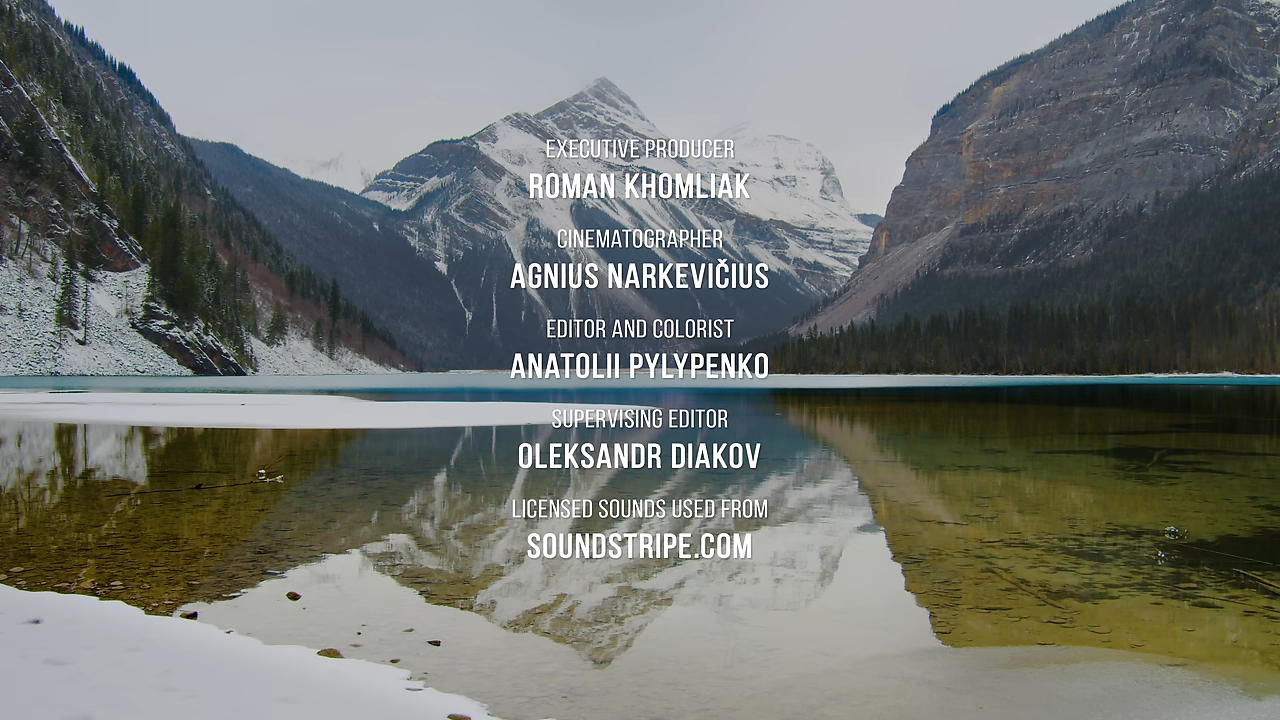 EXECUTIVE PRODUCER
ROMAN KHOMLIAK
CINEMATOGRAPHER
AGNIUS NARKEVIČIUS
EDITOR AND COLORIST
ANATOLII PYLYPENKO
SUPERVISING EDITOR
OLEKSANDR DIAKOV
LICENSED SOUNDS USED FROM
SOUNDSTRIPE.COM